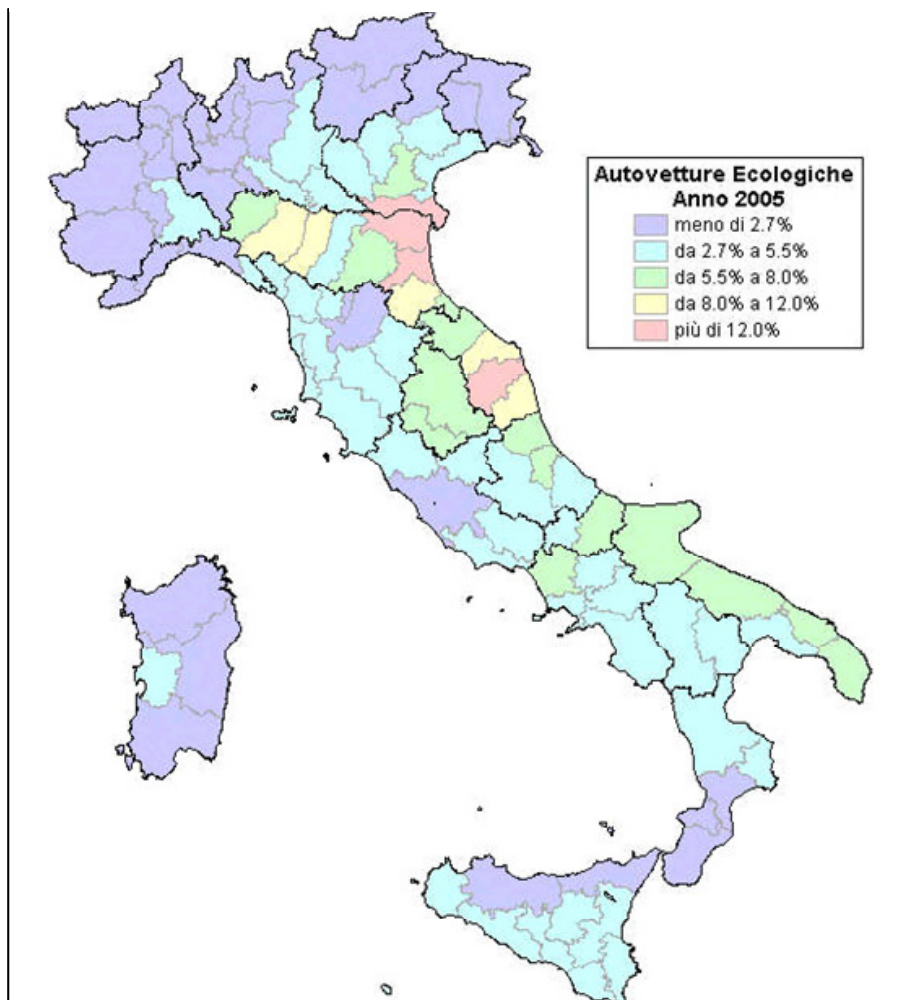 Autovetture Ecologiche
Anno 2005
meno di 2.7%
da 2.7% a 5.5%
da 5.5% a 8.0%
da 8.0% a 12.0%
più di 12.0%